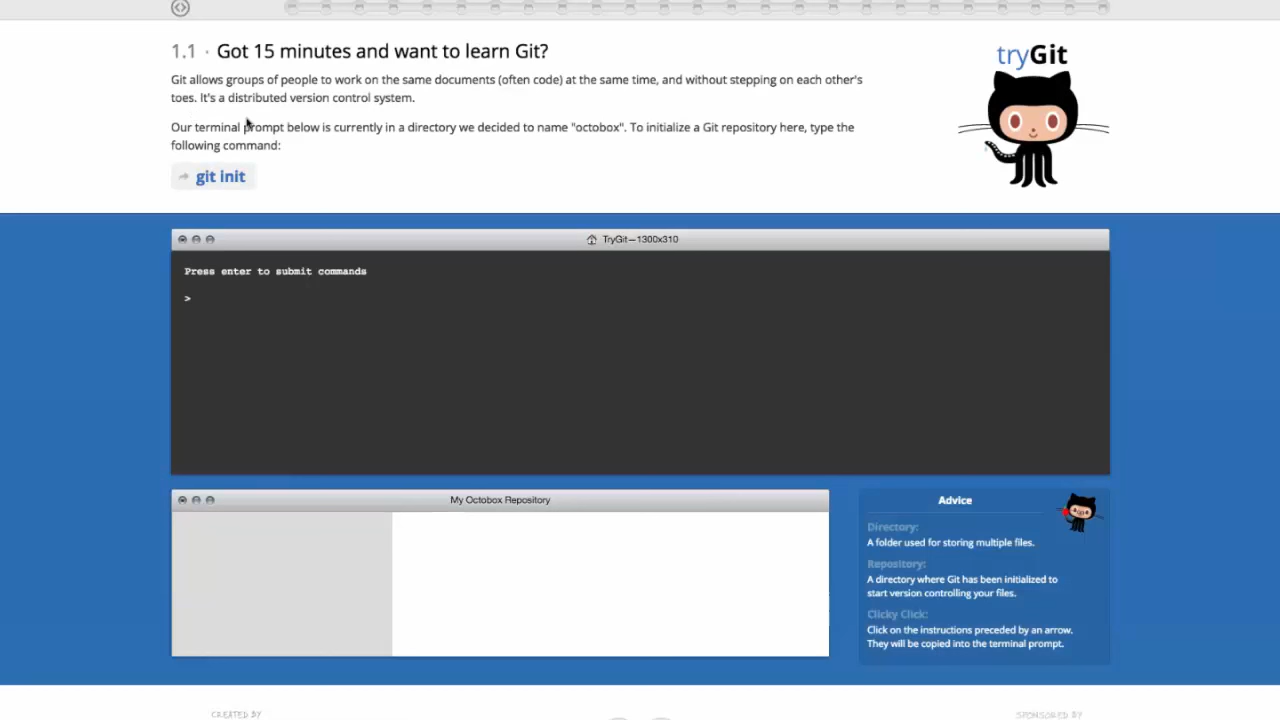 1.1 · Got 15 minutes and want to learn Git?
tryGit
Git allows groups of people to work on the same documents (often code) at the same time, and without stepping on each other's
toes. It's a distributed version control system.
Our terminal prompt below is currently in a directory we decided to name "octobox". To initialize a Git repository here, type the
following command:
git init
TryGit—1300x310
Press enter to submit commands
>
My Octobox Repository
Advice
Directory:
A folder used for storing multiple files.
Repository:
A directory where Git has been initialized to
start version controlling your files.
Clicky Click:
Click on the instructions preceded by an arrow.
They will be copied into the terminal prompt.
CREATED BY
SPONSORED BY